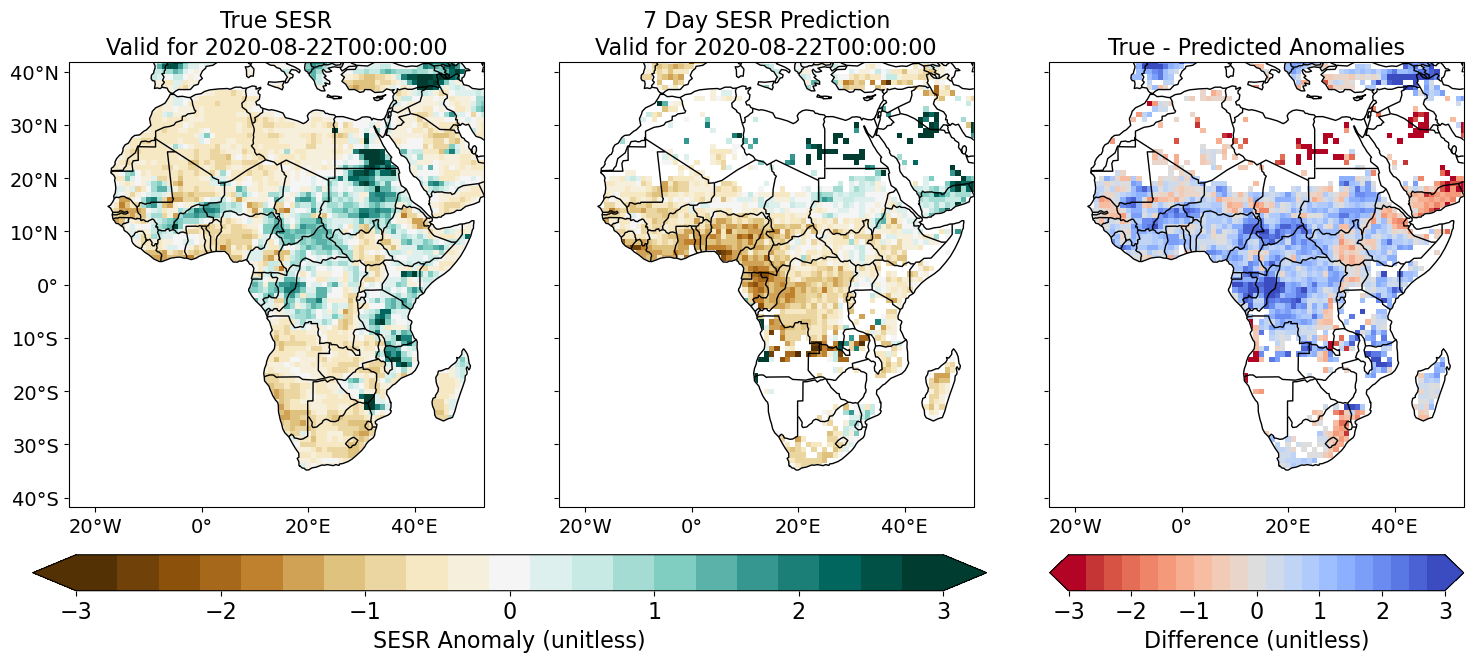 True SESR
Valid for 2020-08-22T00:00:00
7 Day SESR Prediction
Valid for 2020-08-22T00:00:00
True - Predicted Anomalies
40°N
30°N
20°N
10°N
0°
10°S
20°S
30°S
40°S
20°W 0° 20°E 40°E
20°W 0° 20°E 40°E
20°W 0° 20°E 40°E
−3 −2 −1 0 1 2 3
SESR Anomaly (unitless)
−3 −2 −1 0 1 2 3
Difference (unitless)